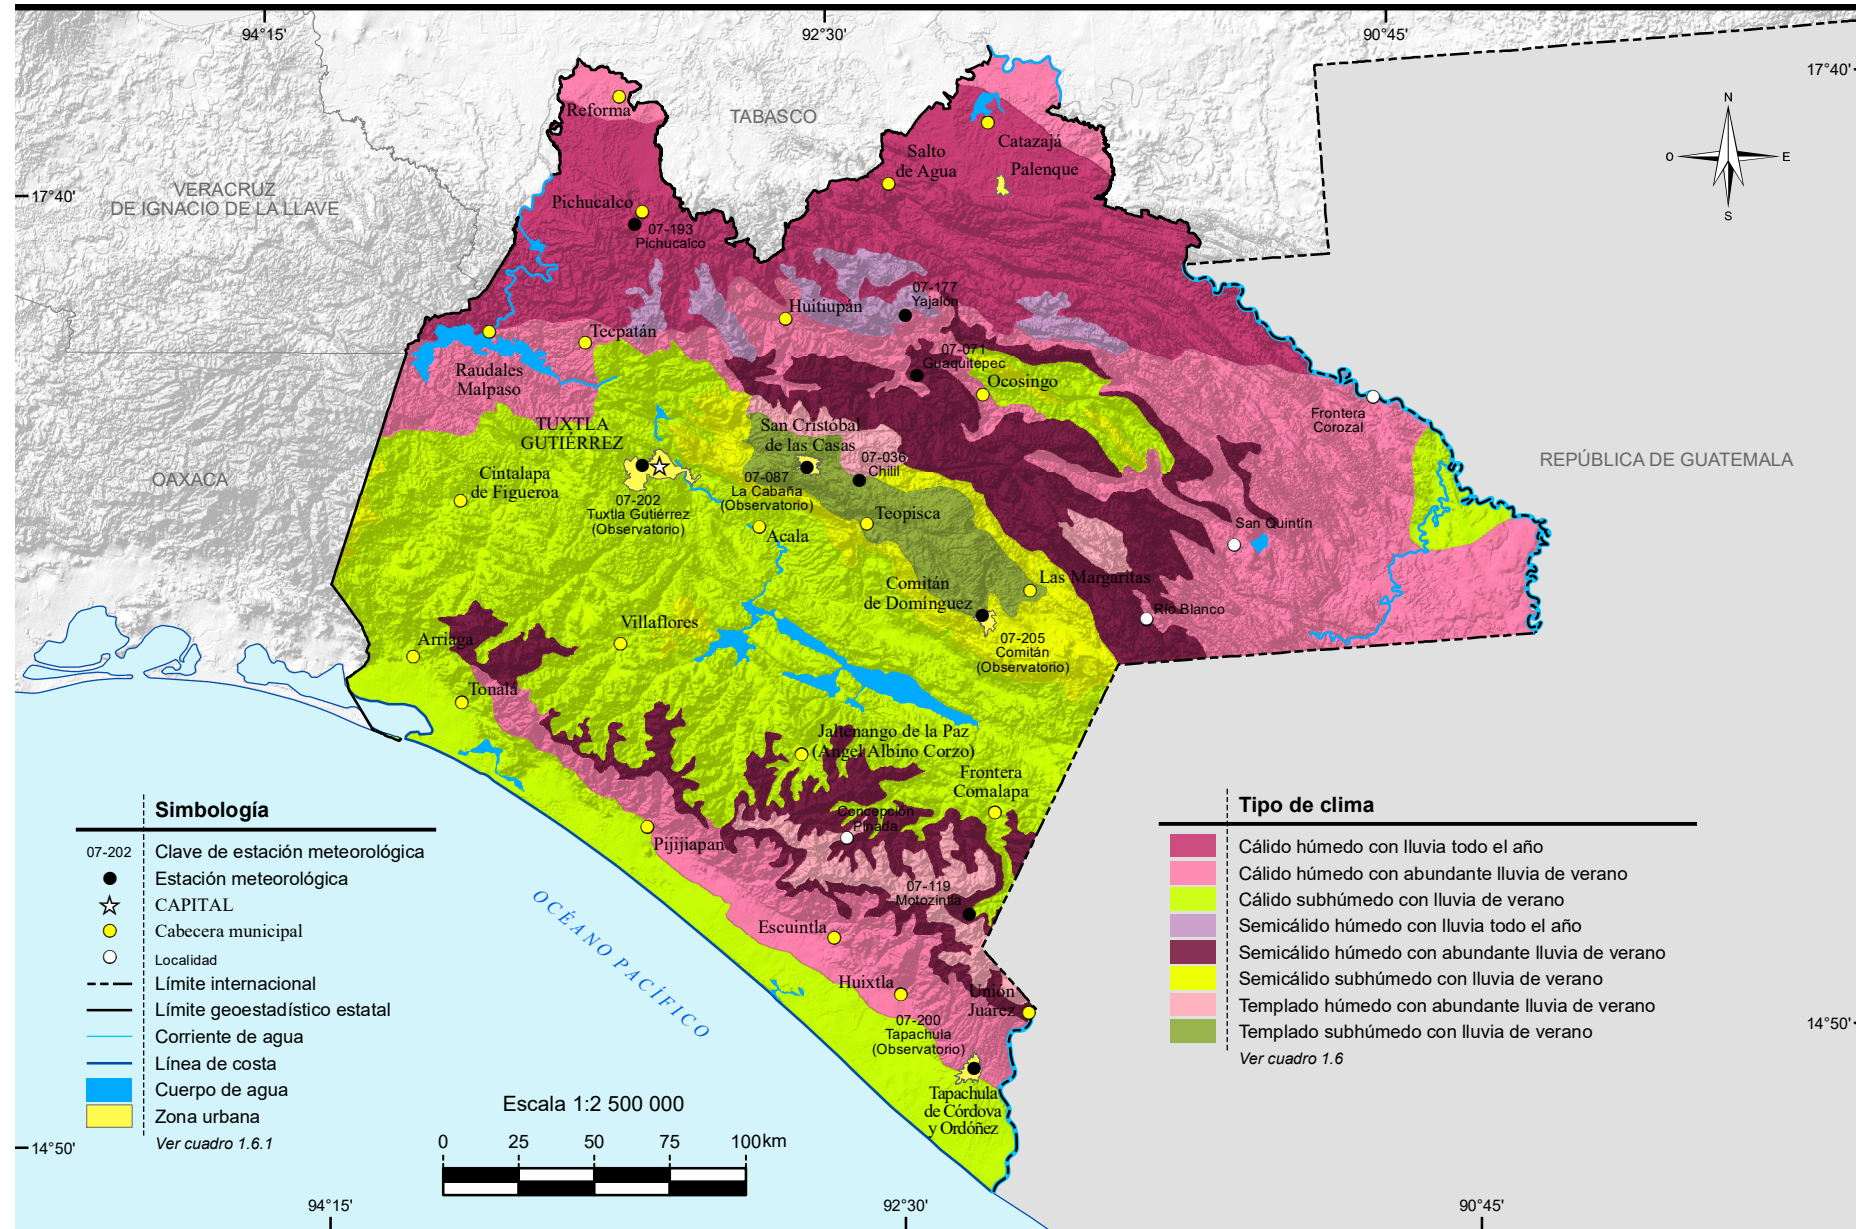 94°15'
92°30'
90°45'
17°40'
TABASCO
Reforma
Catazajá
Salto
de Agua
Palenque
N
O
E
S
VERACRUZ
DE IGNACIO DE LA LLAVE
17°40'
Pichucalco
07-193
Pichucalco
07-177
Yajalón
Huitiupán
Tecpatán
07-071
Guaquitepec
Raudales
Malpaso
Ocosingo
Frontera
Corozal
TUXTLA
GUTIÉRREZ
San Cristóbal
de las Casas
07-036
Chilil
REPÚBLICA DE GUATEMALA
OAXACA
Cintalapa
de Figueroa
07-087
La Cabaña
(Observatorio)
07-202
Tuxtla Gutiérrez
(Observatorio)
Teopisca
Acala
San Quintín
Comitán
de Domínguez
Las Margaritas
Río Blanco
Villaflores
Arriaga
07-205
Comitán
(Observatorio)
Tonalá
Jaltenango de la Paz
(Angel Albino Corzo)
Frontera
Comalapa
Concepción
Pinada
Pijijiapan
07-119
Motozintla
Escuintla
Huixtla
Unión
Juárez
07-200
Tapachula
(Observatorio)
Tapachula
de Córdova
y Ordóñez
OCÉANO PACÍFICO
Simbología
07-202 Clave de estación meteorológica
Estación meteorológica
CAPITAL
Cabecera municipal
Localidad
Límite internacional
Límite geoestadístico estatal
Corriente de agua
Línea de costa
Cuerpo de agua
Zona urbana
Ver cuadro 1.6.1
Tipo de clima
Cálido húmedo con lluvia todo el año
Cálido húmedo con abundante lluvia de verano
Cálido subhúmedo con lluvia de verano
Semicálido húmedo con lluvia todo el año
Semicálido húmedo con abundante lluvia de verano
Semicálido subhúmedo con lluvia de verano
Templado húmedo con abundante lluvia de verano
Templado subhúmedo con lluvia de verano
Ver cuadro 1.6
14°50'
Escala 1:2 500 000
0 25 50 75 100 km
14°50'
94°15'
92°30'
90°45'